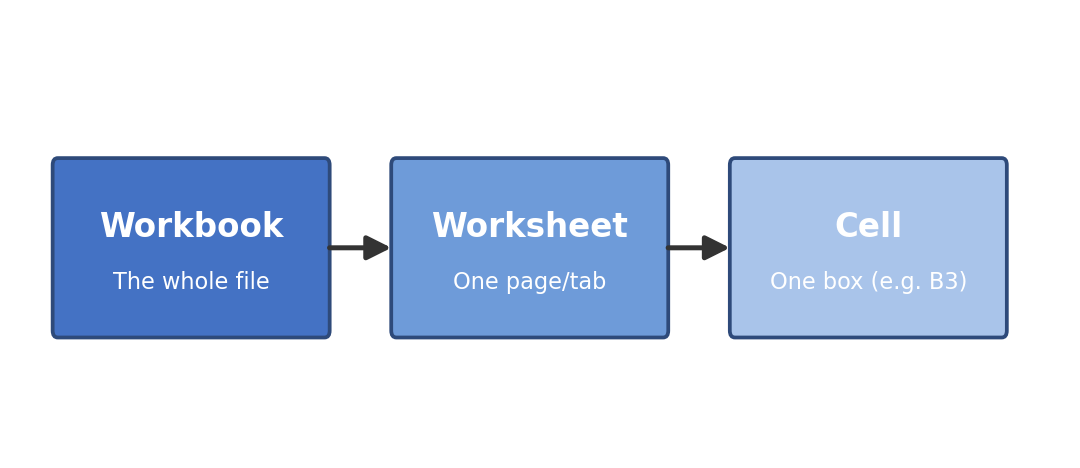 Workbook
The whole file
Worksheet
One page/tab
Cell
One box (e.g. B3)